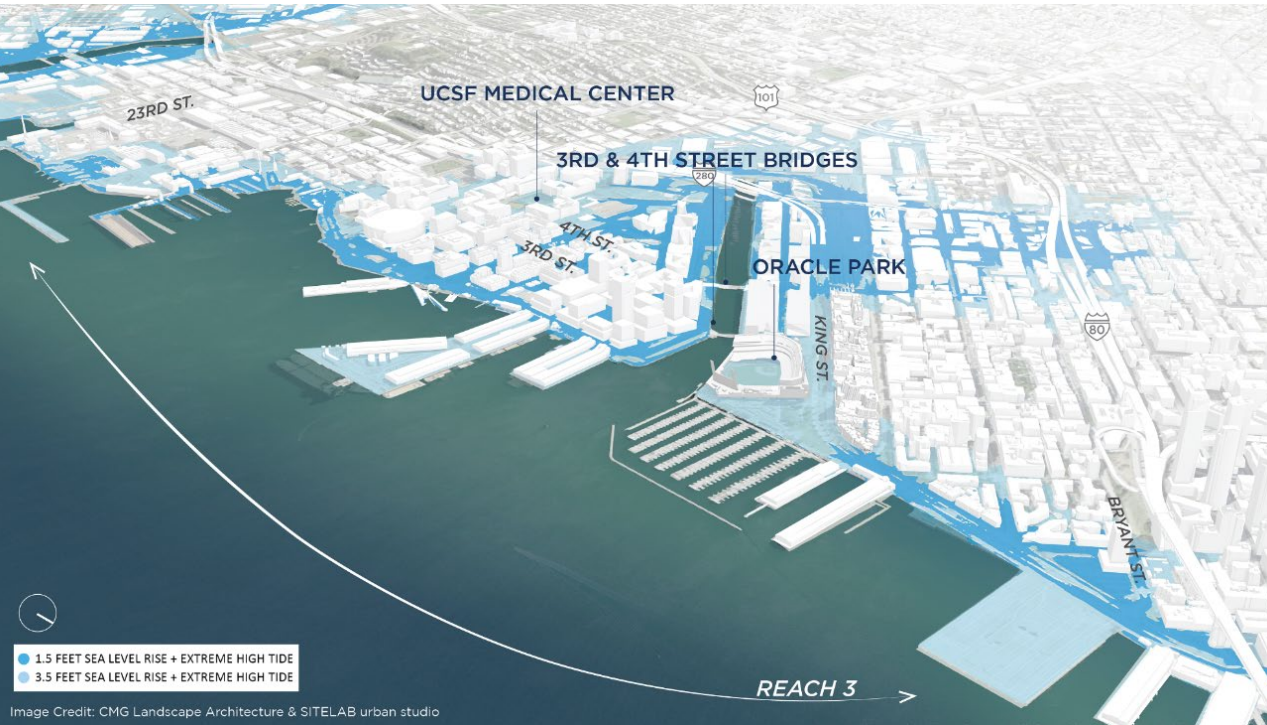 UCSF MEDICAL CENTER
101
23RD ST.
3RD & 4TH STREET BRIDGES
280
4TH ST.
3RD ST.
ORACLE PARK
KING ST.
80
BRYANT ST.
1.5 FEET SEA LEVEL RISE + EXTREME HIGH TIDE
3.5 FEET SEA LEVEL RISE + EXTREME HIGH TIDE
REACH 3
Image Credit: CMG Landscape Architecture & SITELAB urban studio